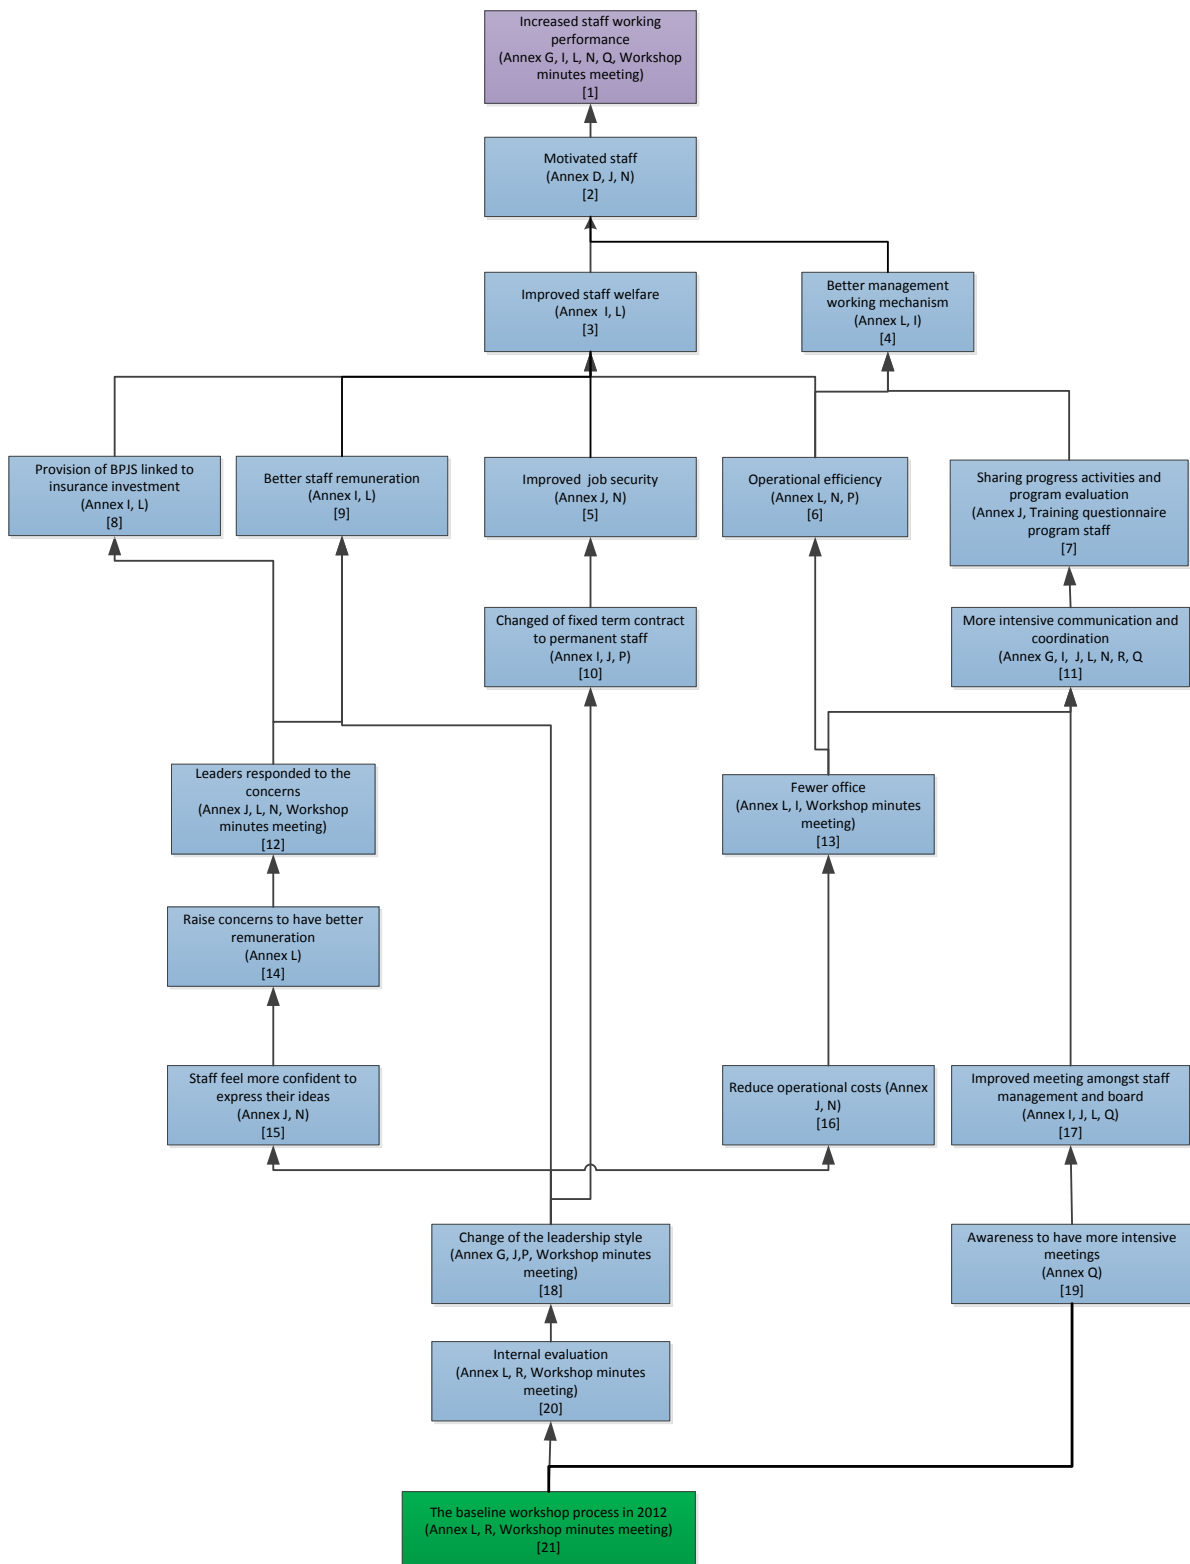 Increased staff working
performance
(Annex G, I, L, N, Q, Workshop
minutes meeting)
[1]
Motivated staff
(Annex D, J, N)
[2]
Improved staff welfare
(Annex I, L)
[3]
Better management
working mechanism
(Annex L, I)
[4]
Provision of BPJS linked to
insurance investment
(Annex I, L)
[8]
Better staff remuneration
(Annex I, L)
[9]
Improved job security
(Annex J, N)
[5]
Operational efficiency
(Annex L, N, P)
[6]
Sharing progress activities and
program evaluation
(Annex J, Training questionnaire
program staff
[7]
Changed of fixed term contract
to permanent staff
(Annex I, J, P)
[10]
More intensive communication and
coordination
(Annex G, I, J, L, N, R, Q
[11]
Leaders responded to the
concerns
(Annex J, L, N, Workshop
minutes meeting)
[12]
Fewer office
(Annex L, I, Workshop minutes
meeting)
[13]
Raise concerns to have better
remuneration
(Annex L)
[14]
Staff feel more confident to
express their ideas
(Annex J, N)
[15]
Reduce operational costs (Annex
J, N)
[16]
Improved meeting amongst staff
management and board
(Annex I, J, L, Q)
[17]
Change of the leadership style
(Annex G, J,P, Workshop minutes
meeting)
[18]
Awareness to have more intensive
meetings
(Annex Q)
[19]
Internal evaluation
(Annex L, R, Workshop minutes
meeting)
[20]
The baseline workshop process in 2012
(Annex L, R, Workshop minutes meeting)
[21]